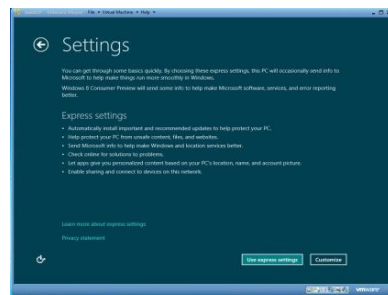 File Virtual Machine Help
Settings
You can get through some basics quickly. By choosing these express settings, this PC will occasionally send info to
Microsoft to help make things run more smoothly in Windows.
Windows 8 Consumer Preview will send some info to help make Microsoft software, services, and error reporting
better.
Express settings
• Automatically install important and recommended updates to help protect your PC.
• Help protect your PC from unsafe content, files, and websites.
• Send Microsoft info to help make Windows and location services better.
• Check online for solutions to problems.
• Let apps give you personalized content based on your PC's location, name, and account picture.
• Enable sharing and connect to devices on this network.
Learn more about express settings
Privacy statement
Use express settings Customize
vmware